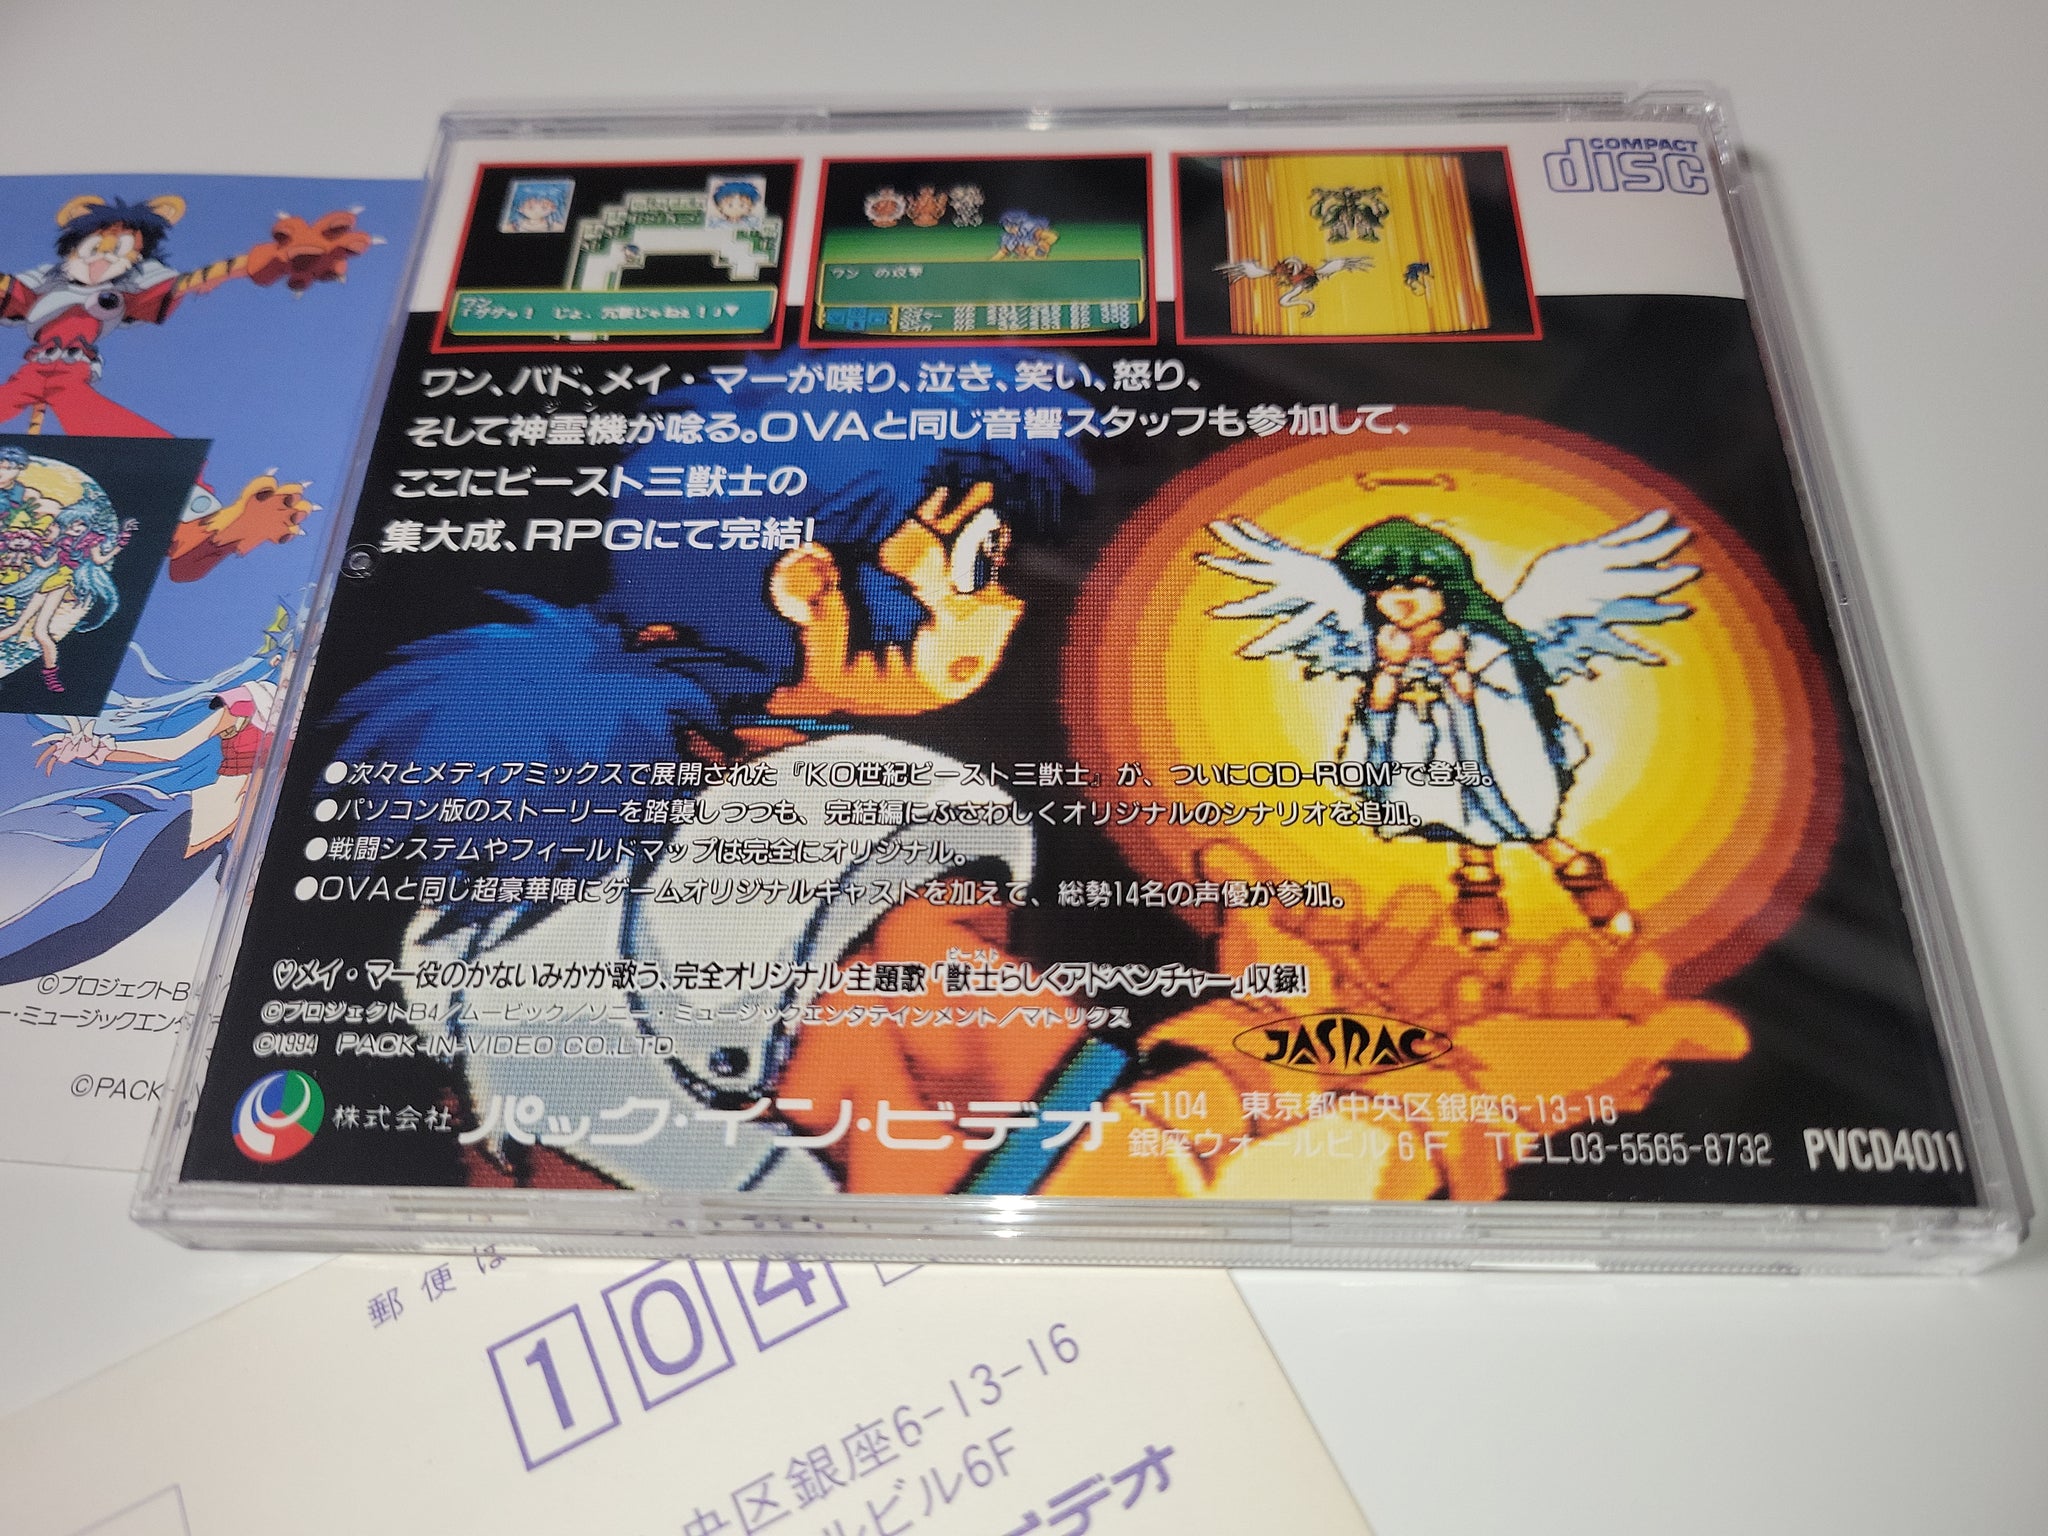 COMPACT
disc
ワン
「ゲゲッ！　じょ、冗談じゃねェ！」▼
ワン　の攻撃
ワン、バド、メイ・マーが喋り、泣き、笑い、怒り、
ジン
そして神霊機が唸る。OVAと同じ音響スタッフも参加して、
ここにビースト三獣士の
集大成、RPGにて完結!
●次々とメディアミックスで展開された『KO世紀ビースト三獣士』が、ついにCD-ROM²で登場。
●パソコン版のストーリーを踏襲しつつも、完結編にふさわしくオリジナルのシナリオを追加。
●戦闘システムやフィールドマップは完全にオリジナル。
●OVAと同じ超豪華陣にゲームオリジナルキャストを加えて、総勢14名の声優が参加。
ビースト
♡メイ・マー役のかないみかが歌う、完全オリジナル主題歌「獣士らしくアドベンチャー」収録!
©プロジェクトB4／ムービック／ソニー・ミュージックエンタテインメント／マトリクス
©1994 PACK-IN-VIDEO CO.,LTD.
JASRAC
株式会社 パック・イン・ビデオ
〒104 東京都中央区銀座6-13-16
銀座ウォールビル6F TEL03-5565-8732
PVCD4011
©プロジェクトB
ー・ミュージックエン
©PACK-
郵便は
104
央区銀座6-13-16
ルビル6F
デオ